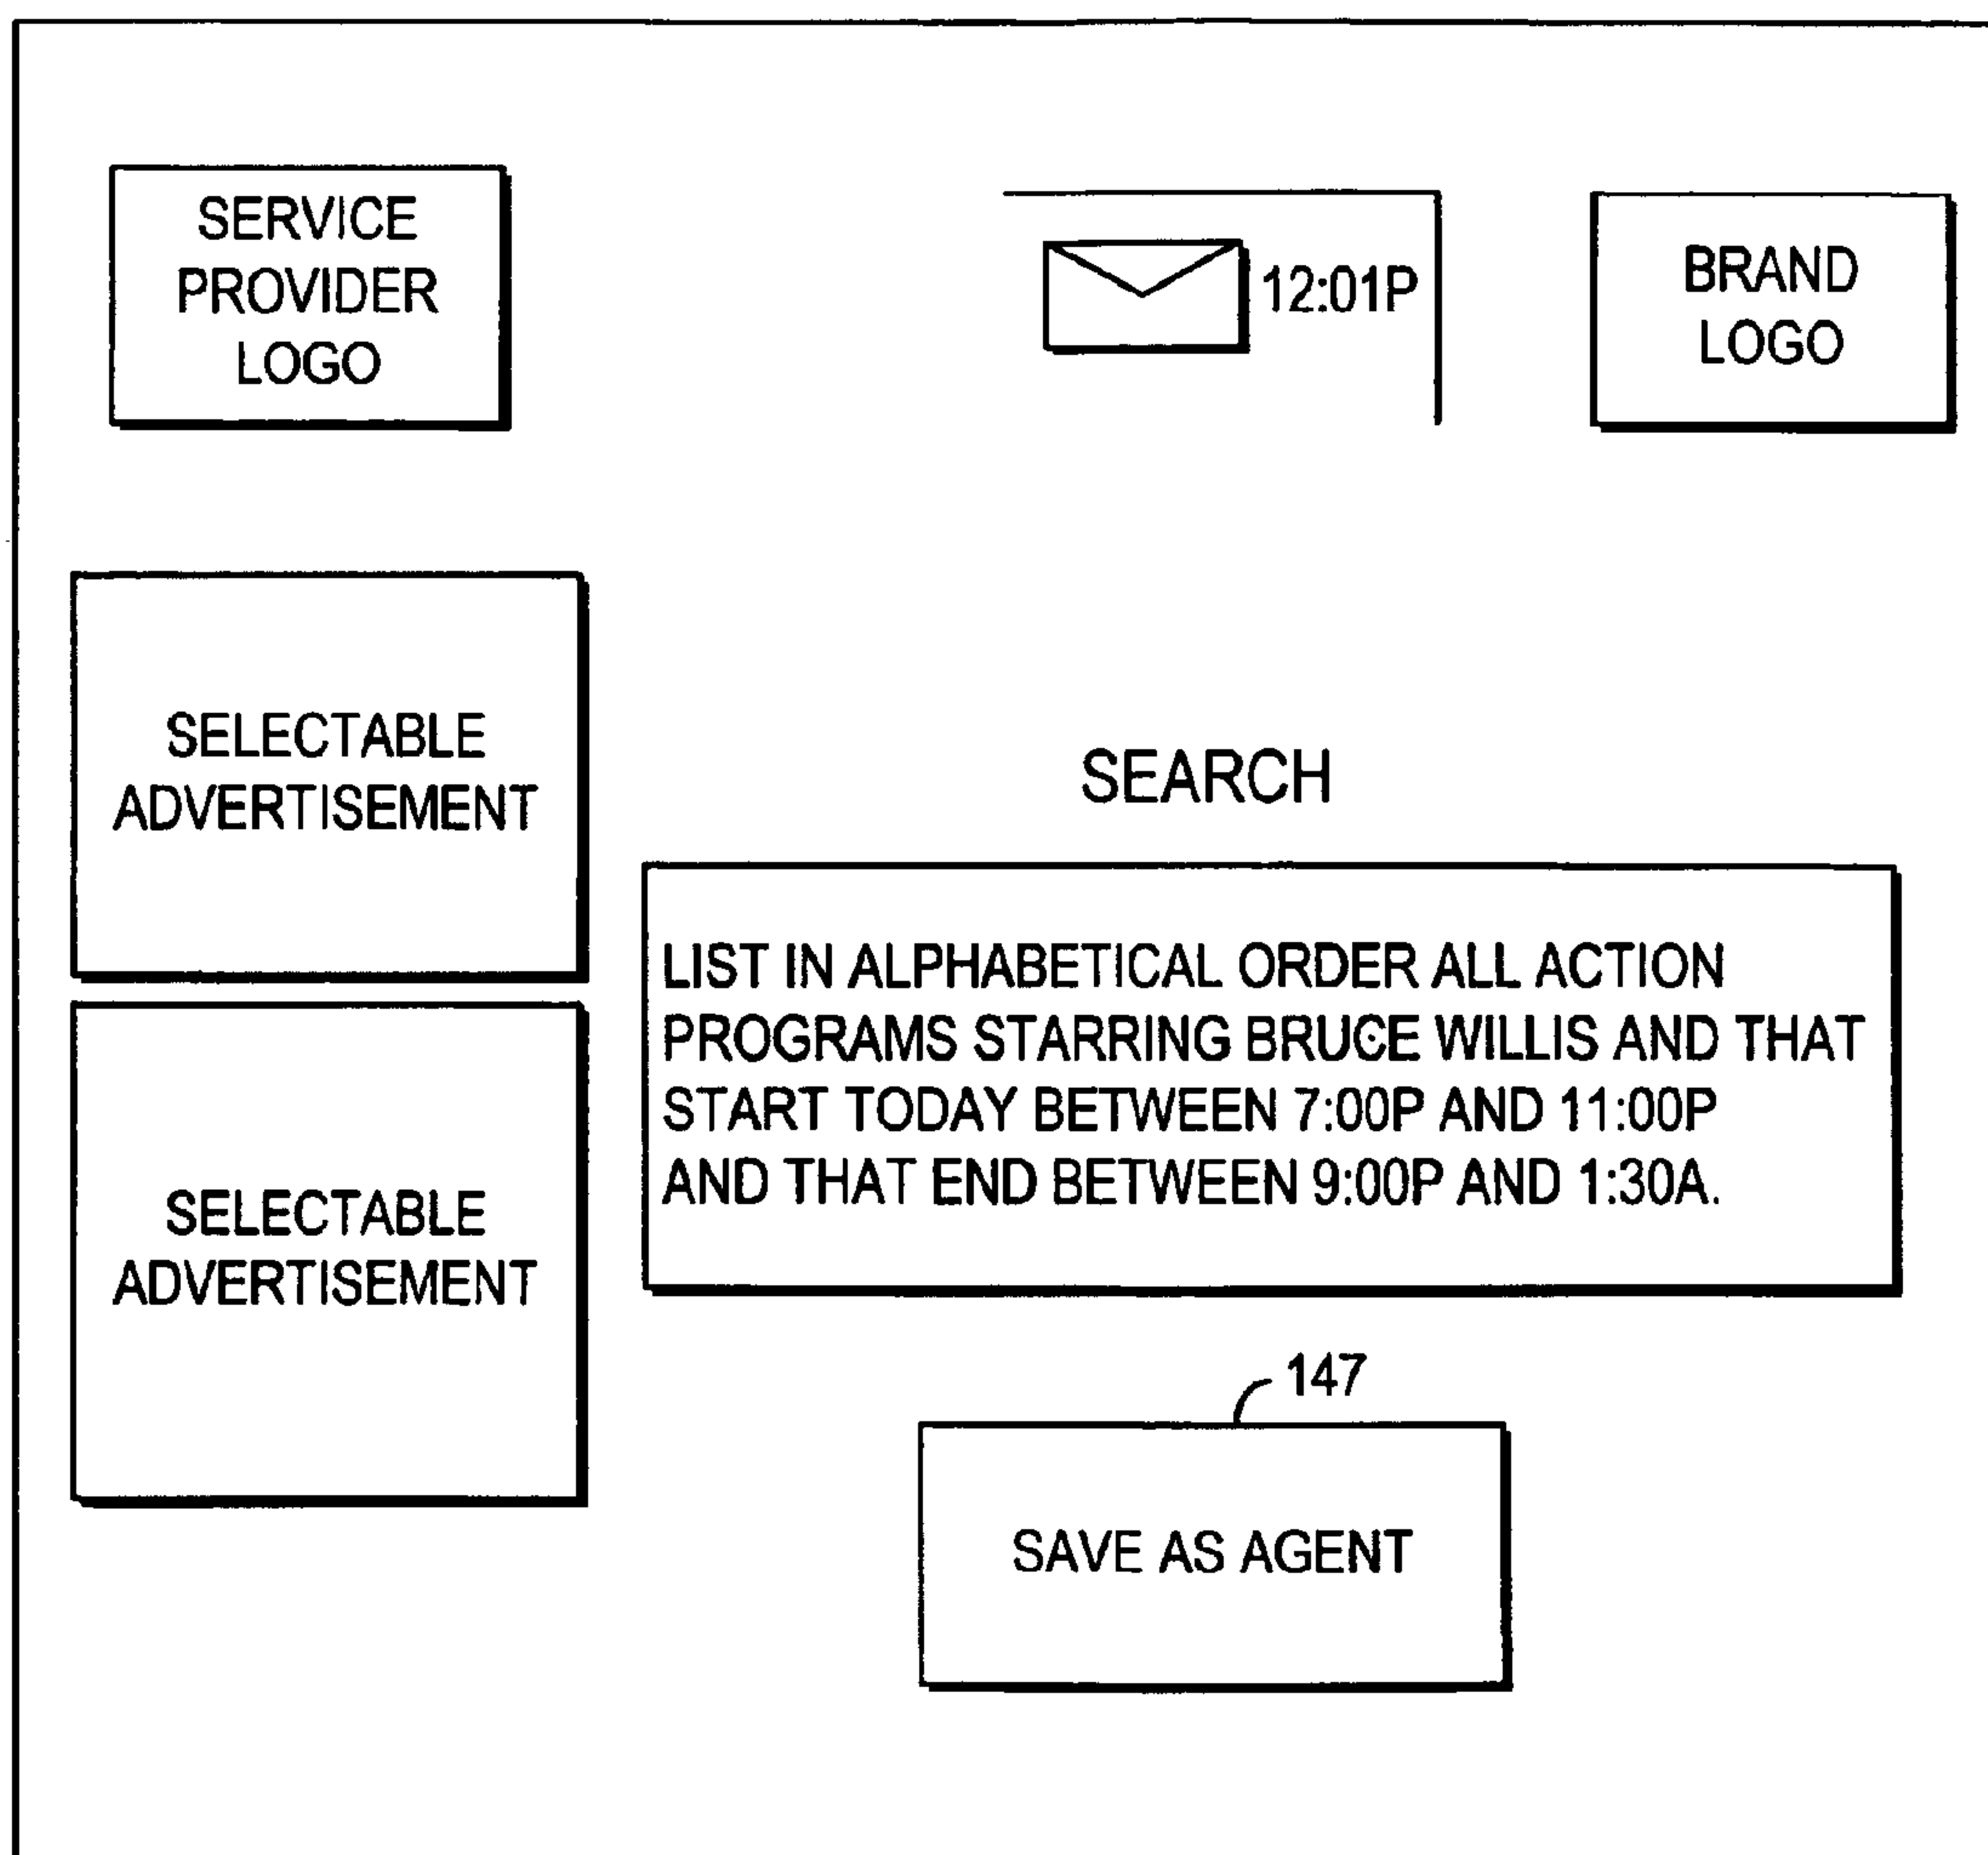 SERVICE
PROVIDER
LOGO
12:01P
BRAND
LOGO
SELECTABLE
ADVERTISEMENT
SEARCH
LIST IN ALPHABETICAL ORDER ALL ACTION
PROGRAMS STARRING BRUCE WILLIS AND THAT
START TODAY BETWEEN 7:00P AND 11:00P
AND THAT END BETWEEN 9:00P AND 1:30A.
SELECTABLE
ADVERTISEMENT
147
SAVE AS AGENT